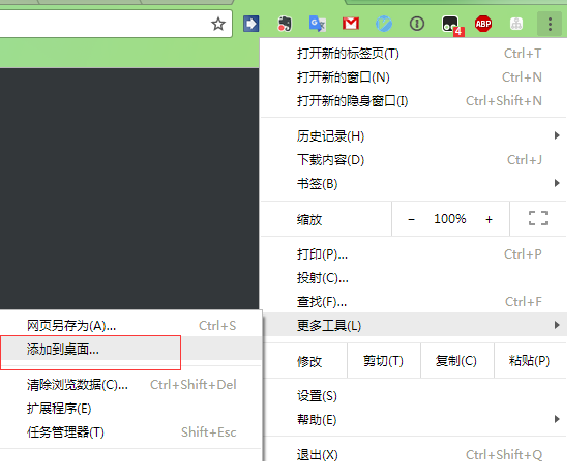 4 ABP
打开新的标签页(T) Ctrl+T
打开新的窗口(N) Ctrl+N
打开新的隐身窗口(I) Ctrl+Shift+N
历史记录(H)
下载内容(D) Ctrl+J
书签(B)
缩放 − 100% +
打印(P)... Ctrl+P
投射(C)...
查找(F)... Ctrl+F
更多工具(L)
修改 剪切(T) 复制(C) 粘贴(P)
设置(S)
帮助(E)
退出(X) Ctrl+Shift+Q
网页另存为(A)... Ctrl+S
添加到桌面...
清除浏览数据(C)... Ctrl+Shift+Del
扩展程序(E)
任务管理器(T) Shift+Esc